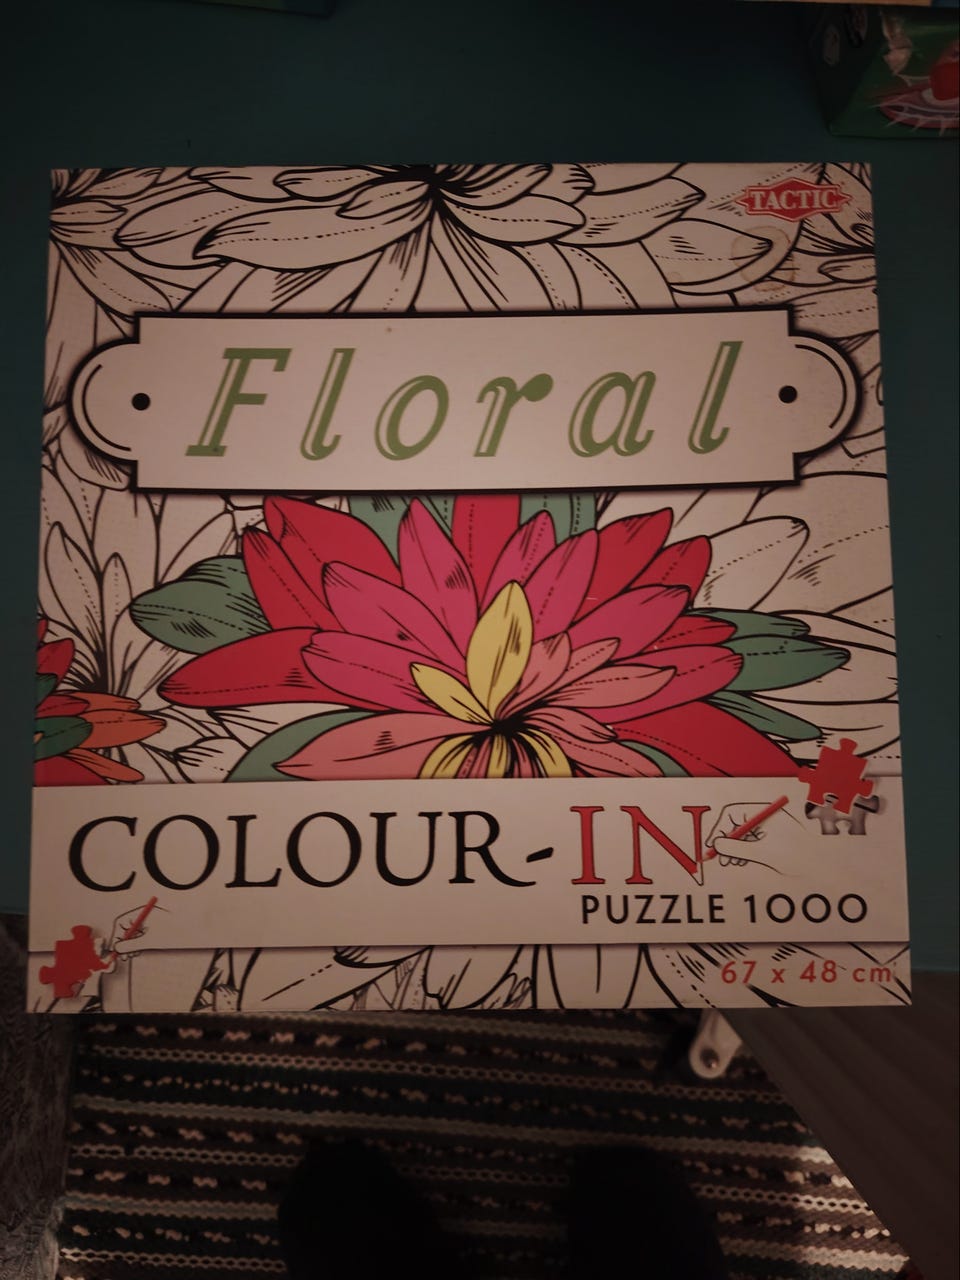 TACTIC
Floral
COLOUR-IN
PUZZLE 1000
67 x 48 cm